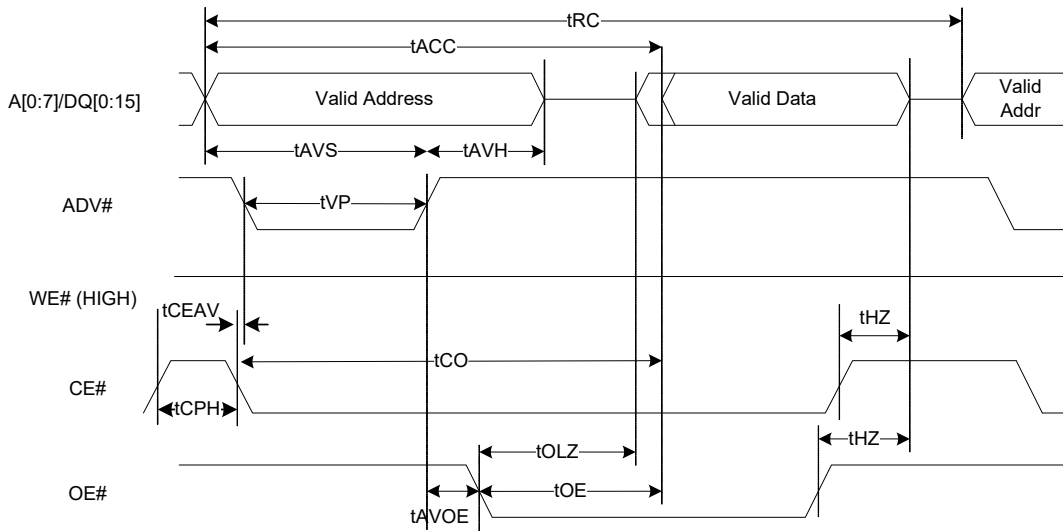 tRC
tACC
A[0:7]/DQ[0:15]
Valid Address
Valid Data
Valid
Addr
tAVS
tAVH
ADV#
tVP
WE# (HIGH)
tCEAV
tHZ
tCO
CE#
tCPH
tHZ
tOLZ
OE#
tOE
tAVOE